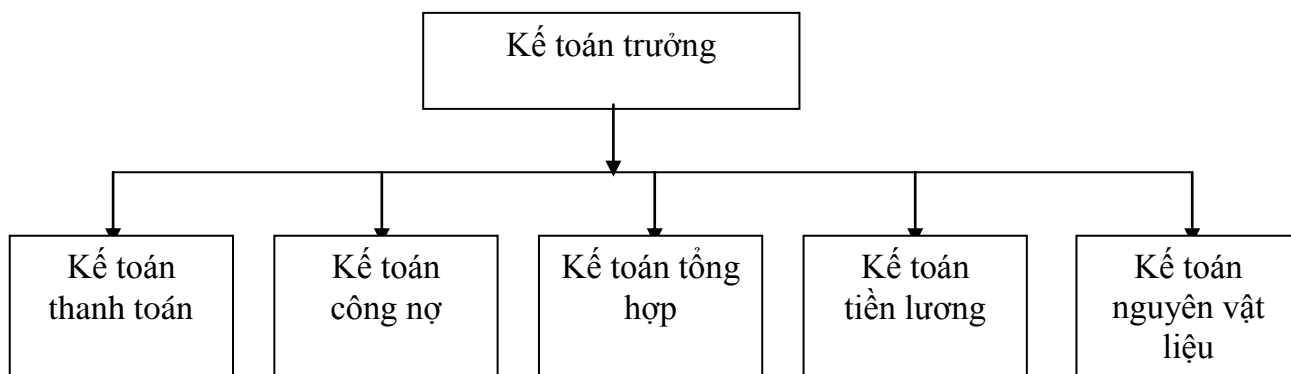 Kế toán trưởng
Kế toán
thanh toán
Kế toán
công nợ
Kế toán tổng
hợp
Kế toán
tiền lương
Kế toán
nguyên vật
liệu